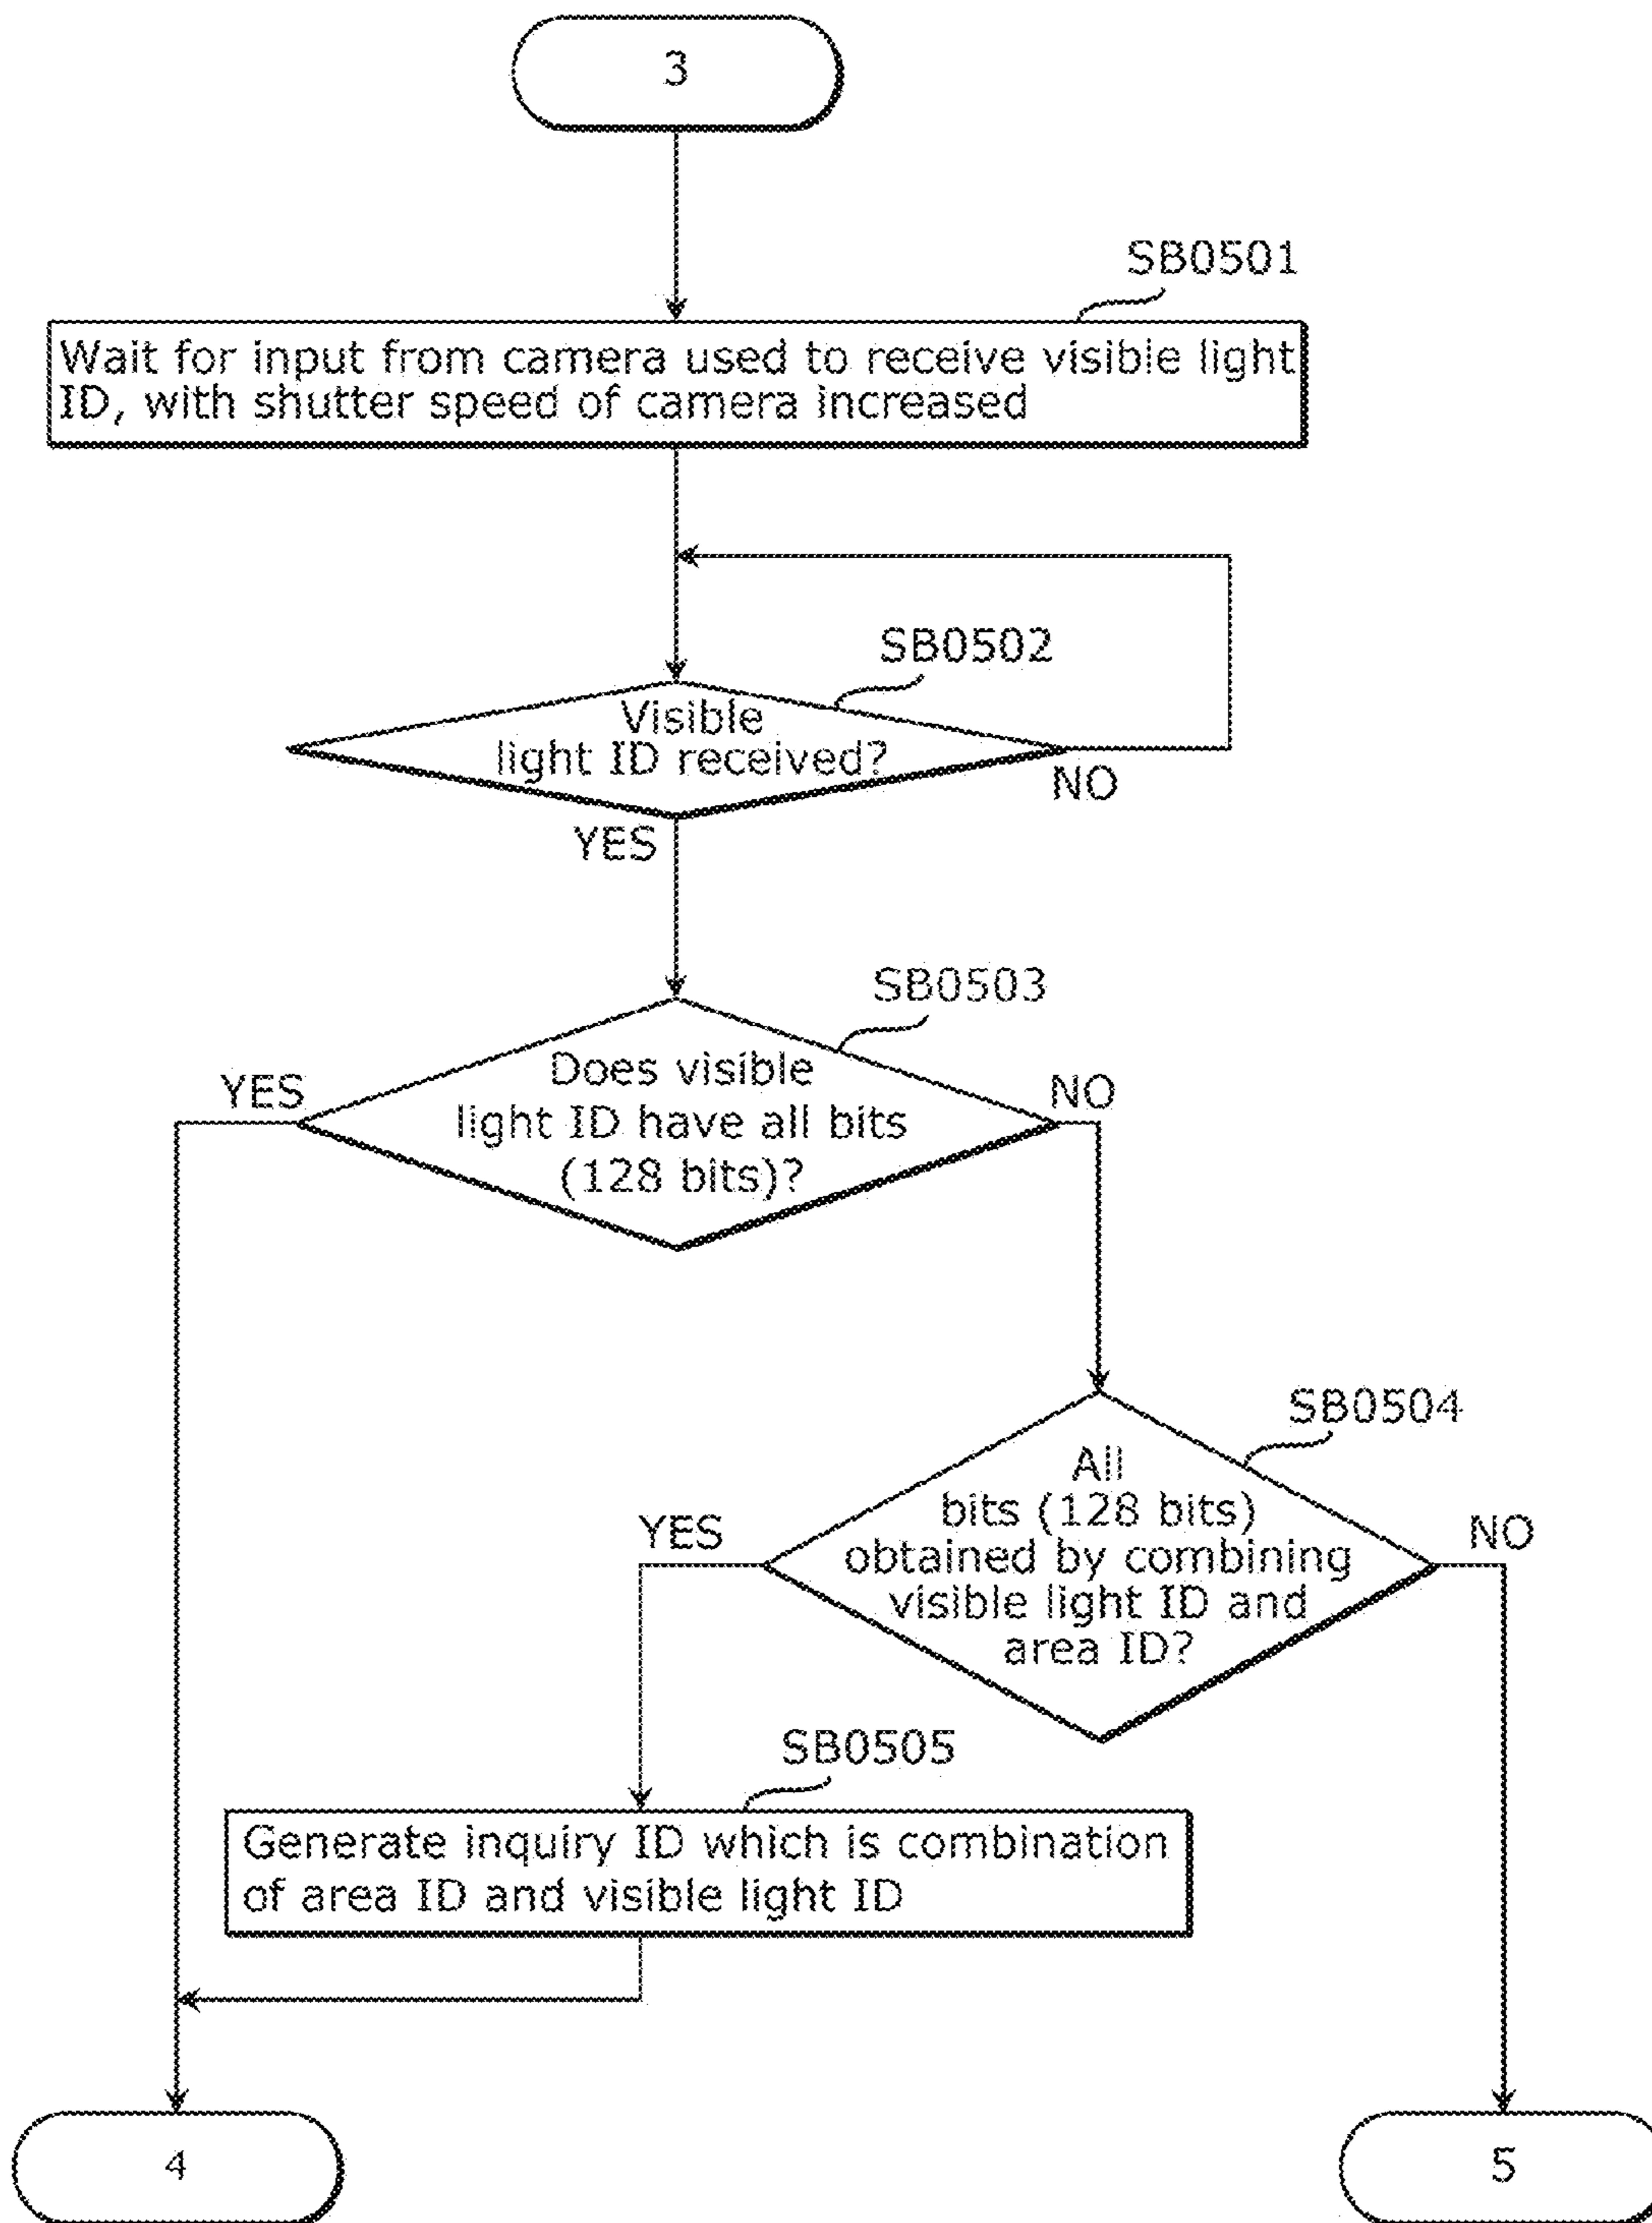 3
SB0501
Wait for input from camera used to receive visible light
ID, with shutter speed of camera increased
SB0502
Visible
light ID received?
NO
YES
SB0503
Does visible
light ID have all bits
(128 bits)?
YES
NO
SB0504
All
bits (128 bits)
obtained by combining
visible light ID and
area ID?
YES
NO
SB0505
Generate inquiry ID which is combination
of area ID and visible light ID
4
5